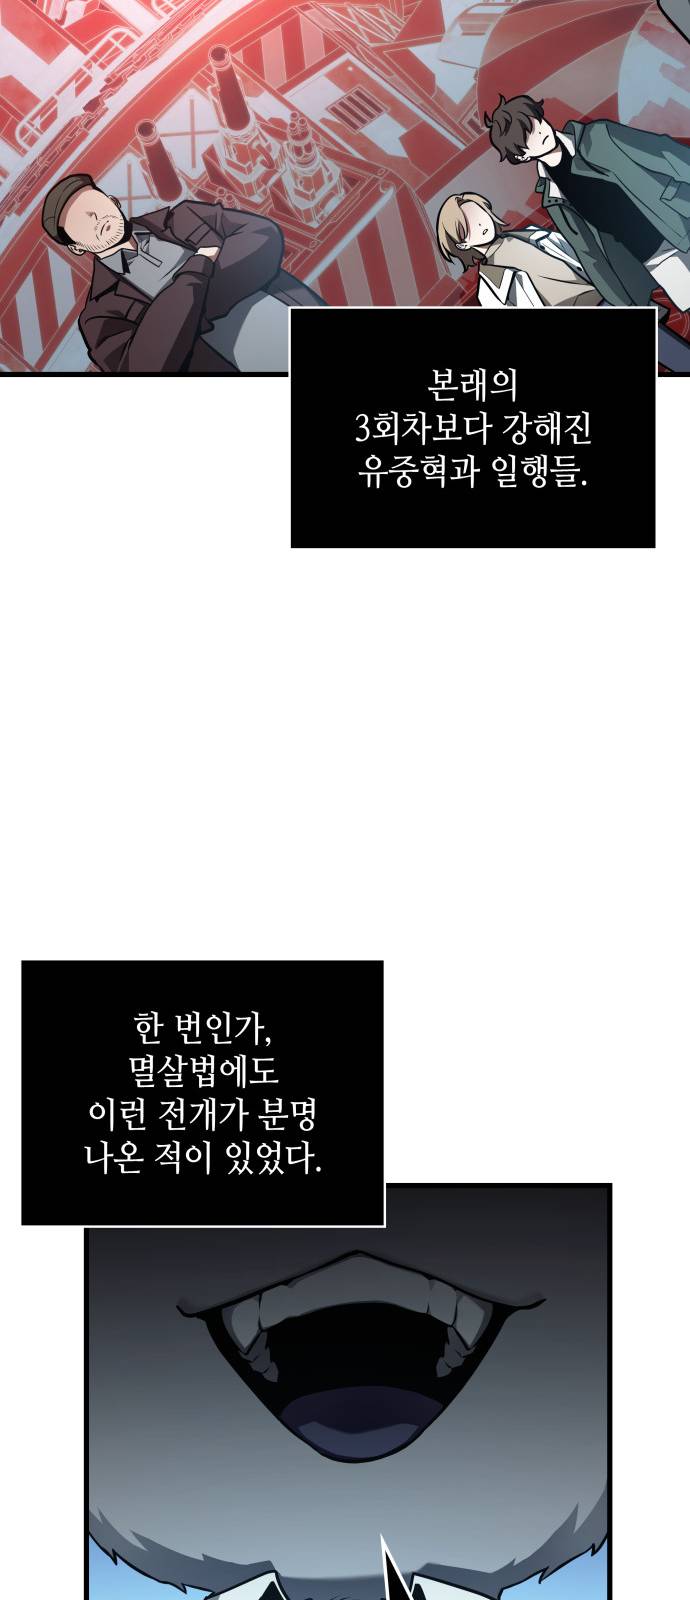 본래의
3회차보다 강해진
유중혁과 일행들.
한 번인가,
멸살법에도
이런 전개가 분명
나온 적이 있었다.